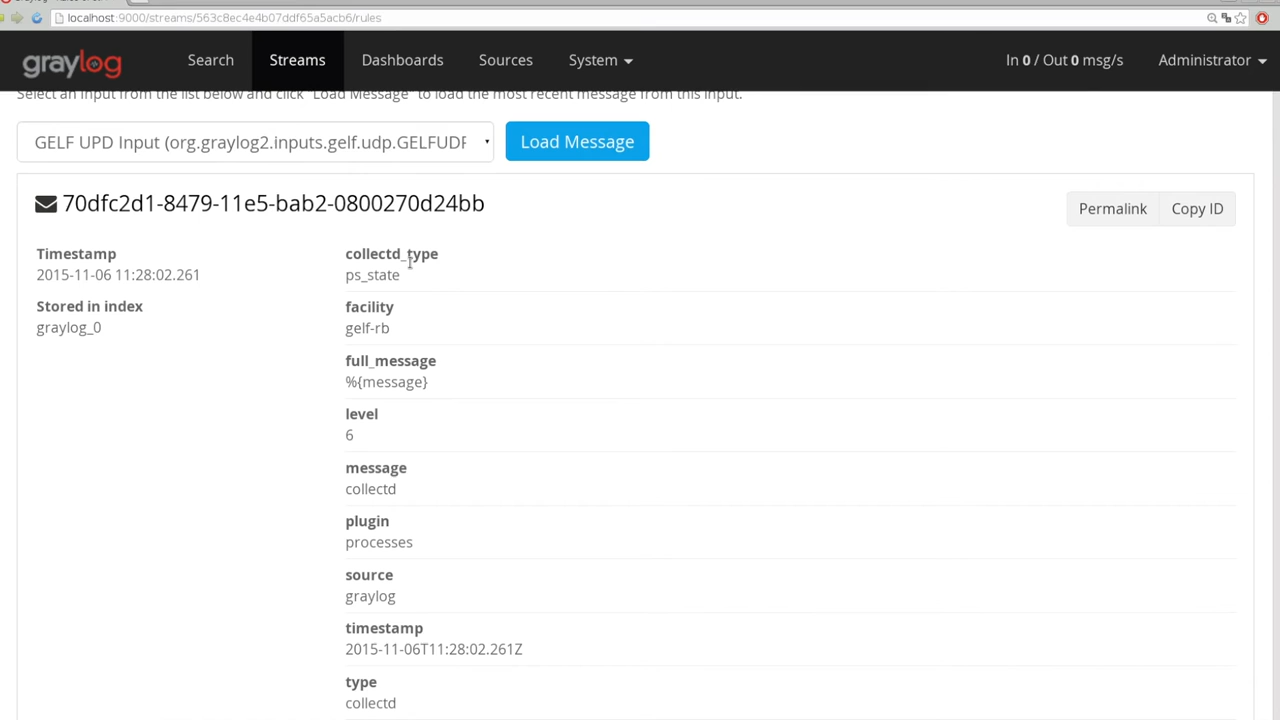 localhost:9000/streams/563c8ec4e4b07ddf65a5acb6/rules
graylog
Search
Streams
Dashboards
Sources
System
In 0 / Out 0 msg/s
Administrator
Select an input from the list below and click "Load Message" to load the most recent message from this input.
GELF UPD Input (org.graylog2.inputs.gelf.udp.GELFUDF
Load Message
70dfc2d1-8479-11e5-bab2-0800270d24bb
Permalink
Copy ID
Timestamp
2015-11-06 11:28:02.261
Stored in index
graylog_0
collectd_type
ps_state
facility
gelf-rb
full_message
%{message}
level
6
message
collectd
plugin
processes
source
graylog
timestamp
2015-11-06T11:28:02.261Z
type
collectd